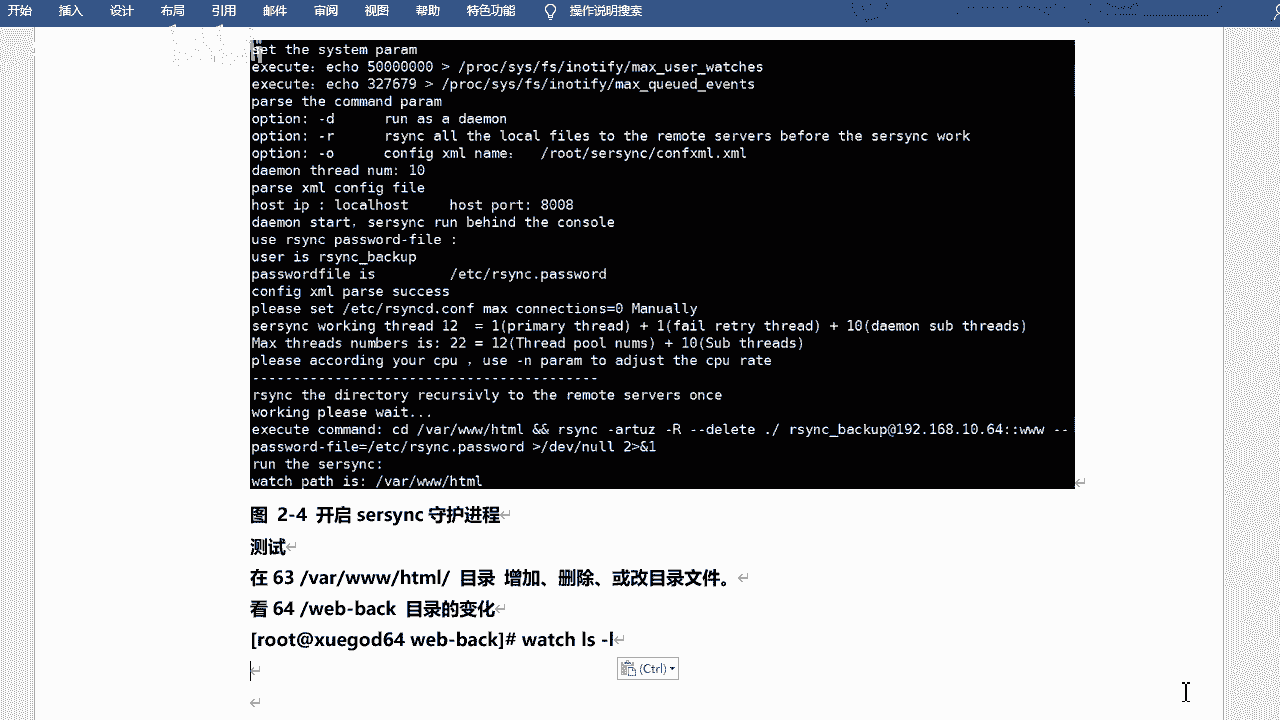 开始 插入 设计 布局 引用 邮件 审阅 视图 帮助 特色功能 操作说明搜索
set the system param
execute：echo 50000000 > /proc/sys/fs/inotify/max_user_watches
execute：echo 327679 > /proc/sys/fs/inotify/max_queued_events
parse the command param
option: -d      run as a daemon
option: -r      rsync all the local files to the remote servers before the sersync work
option: -o      config xml name：  /root/sersync/confxml.xml
daemon thread num: 10
parse xml config file
host ip : localhost     host port: 8008
daemon start，sersync run behind the console
use rsync password-file :
user is rsync_backup
passwordfile is         /etc/rsync.password
config xml parse success
please set /etc/rsyncd.conf max connections=0 Manually
sersync working thread 12  = 1(primary thread) + 1(fail retry thread) + 10(daemon sub threads)
Max threads numbers is: 22 = 12(Thread pool nums) + 10(Sub threads)
please according your cpu ，use -n param to adjust the cpu rate
------------------------------------------
rsync the directory recursivly to the remote servers once
working please wait...
execute command: cd /var/www/html && rsync -artuz -R --delete ./ rsync_backup@192.168.10.64::www --
password-file=/etc/rsync.password >/dev/null 2>&1
run the sersync:
watch path is: /var/www/html
图 2-4 开启 sersync 守护进程
测试
在 63 /var/www/html/ 目录 增加、删除、或改目录文件。
看 64 /web-back 目录的变化
[root@xuegod64 web-back]# watch ls -l
(Ctrl)